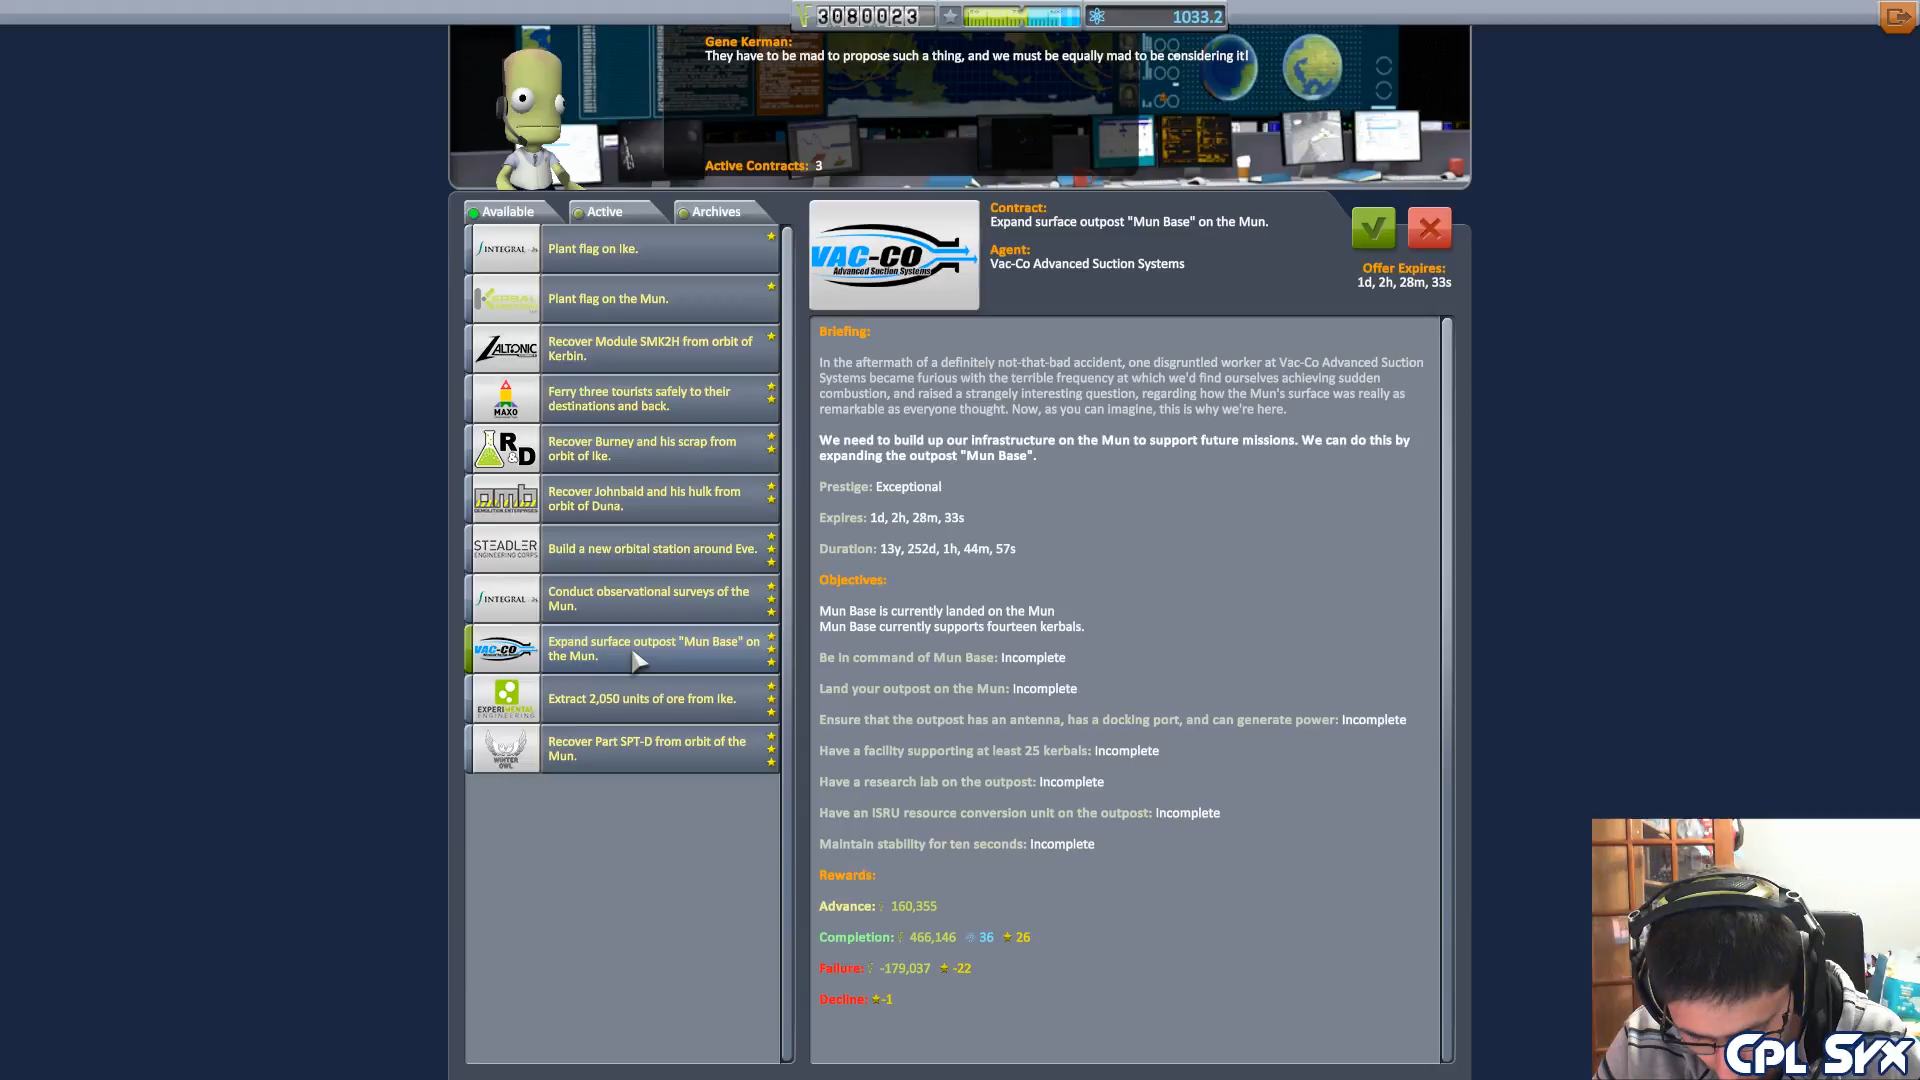 3080023
1033.2
Gene Kerman:
They have to be mad to propose such a thing, and we must be equally mad to be considering it!
Active Contracts: 3
Available
Active
Archives
INTEGRAL
Plant flag on Ike.
KERBAL
Plant flag on the Mun.
ZALTONIC
Recover Module SMK2H from orbit of
Kerbin.
MAXO
Ferry three tourists safely to their
destinations and back.
R&D
Recover Burney and his scrap from
orbit of Ike.
OMB
DEMOLITION ENTERPRISES
Recover Johnbald and his hulk from
orbit of Duna.
STEADLER
ENGINEERING CORPS
Build a new orbital station around Eve.
INTEGRAL
Conduct observational surveys of the
Mun.
VAC-CO
Expand surface outpost "Mun Base" on
the Mun.
EXPERIMENTAL
ENGINEERING
Extract 2,050 units of ore from Ike.
WINTER
OWL
Recover Part SPT-D from orbit of the
Mun.
VAC-CO
Advanced Suction Systems
Contract:
Expand surface outpost "Mun Base" on the Mun.
Agent:
Vac-Co Advanced Suction Systems
Offer Expires:
1d, 2h, 28m, 33s
Briefing:
In the aftermath of a definitely not-that-bad accident, one disgruntled worker at Vac-Co Advanced Suction
Systems became furious with the terrible frequency at which we'd find ourselves achieving sudden
combustion, and raised a strangely interesting question, regarding how the Mun's surface was really as
remarkable as everyone thought. Now, as you can imagine, this is why we're here.
We need to build up our infrastructure on the Mun to support future missions. We can do this by
expanding the outpost "Mun Base".
Prestige: Exceptional
Expires: 1d, 2h, 28m, 33s
Duration: 13y, 252d, 1h, 44m, 57s
Objectives:
Mun Base is currently landed on the Mun
Mun Base currently supports fourteen kerbals.
Be in command of Mun Base: Incomplete
Land your outpost on the Mun: Incomplete
Ensure that the outpost has an antenna, has a docking port, and can generate power: Incomplete
Have a facility supporting at least 25 kerbals: Incomplete
Have a research lab on the outpost: Incomplete
Have an ISRU resource conversion unit on the outpost: Incomplete
Maintain stability for ten seconds: Incomplete
Rewards:
Advance: 160,355
Completion: 466,146 36 26
Failure: -179,037 -22
Decline: -1
CPL SYX